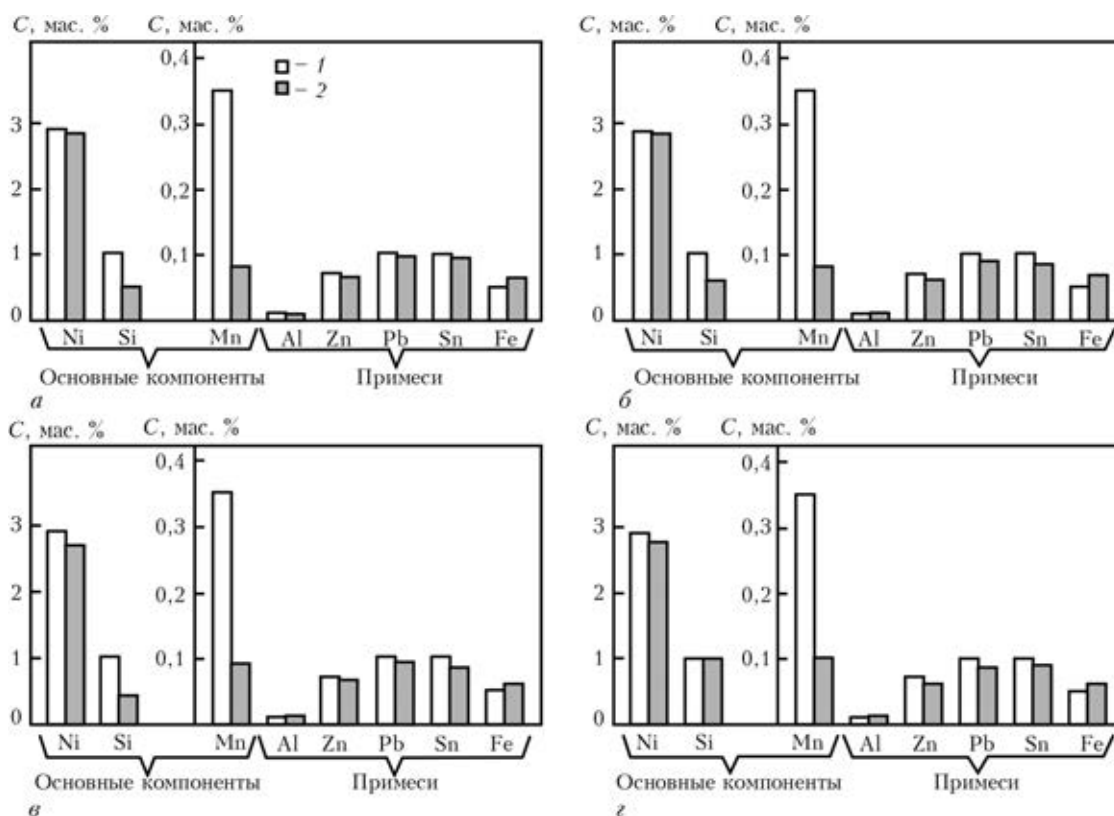 С, мас. % С, мас. %
0,4
– 1
– 2
3
0,3
2
0,2
1
0,1
0
Ni Si Mn Al Zn Pb Sn Fe
Основные компоненты Примеси
а
С, мас. % С, мас. %
0,4
3
0,3
2
0,2
1
0,1
0
Ni Si Mn Al Zn Pb Sn Fe
Основные компоненты Примеси
б
С, мас. % С, мас. %
0,4
3
0,3
2
0,2
1
0,1
0
Ni Si Mn Al Zn Pb Sn Fe
Основные компоненты Примеси
в
С, мас. % С, мас. %
0,4
3
0,3
2
0,2
1
0,1
0
Ni Si Mn Al Zn Pb Sn Fe
Основные компоненты Примеси
г